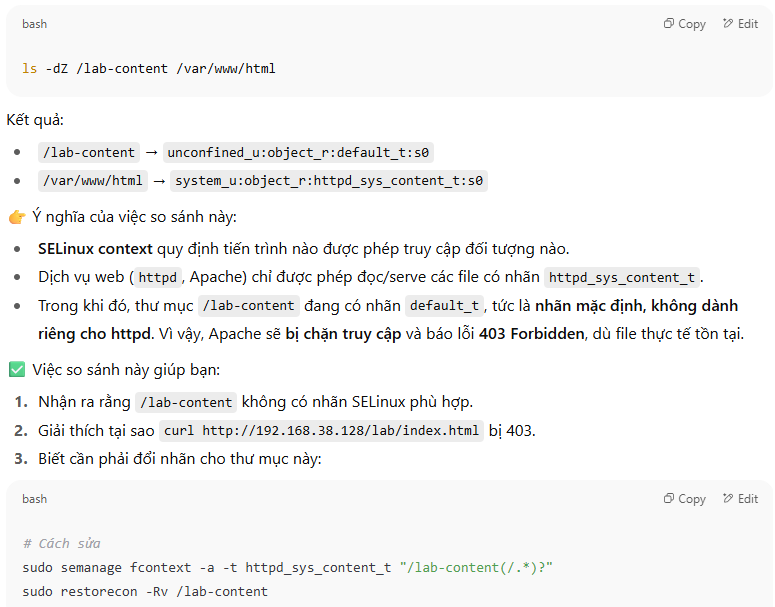 bash
Copy Edit
ls -dZ /lab-content /var/www/html
Kết quả:
• /lab-content → unconfined_u:object_r:default_t:s0
• /var/www/html → system_u:object_r:httpd_sys_content_t:s0
👉 Ý nghĩa của việc so sánh này:
• SELinux context quy định tiến trình nào được phép truy cập đối tượng nào.
• Dịch vụ web ( httpd , Apache) chỉ được phép đọc/serve các file có nhãn httpd_sys_content_t .
• Trong khi đó, thư mục /lab-content đang có nhãn default_t , tức là nhãn mặc định, không dành
riêng cho httpd. Vì vậy, Apache sẽ bị chặn truy cập và báo lỗi 403 Forbidden, dù file thực tế tồn tại.
✅ Việc so sánh này giúp bạn:
1. Nhận ra rằng /lab-content không có nhãn SELinux phù hợp.
2. Giải thích tại sao curl http://192.168.38.128/lab/index.html bị 403.
3. Biết cần phải đổi nhãn cho thư mục này:
bash
Copy Edit
# Cách sửa
sudo semanage fcontext -a -t httpd_sys_content_t "/lab-content(/.*)?"
sudo restorecon -Rv /lab-content